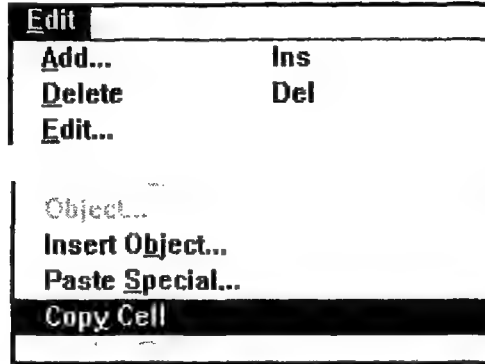 Edit
Add... Ins
Delete Del
Edit...
Object...
Insert Object...
Paste Special...
Copy Cell